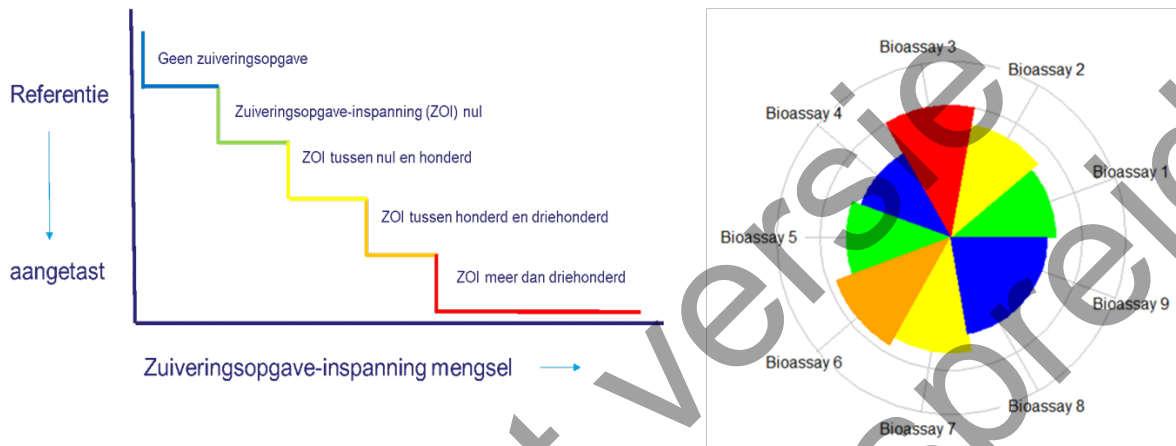 Geen zuiveringsopgave
Referentie
Zuiveringsopgave-inspanning (ZOI) nul
ZOI tussen nul en honderd
ZOI tussen honderd en driehonderd
aangetast
ZOI meer dan driehonderd
Zuiveringsopgave-inspanning mengsel
Bioassay 3
Bioassay 2
Bioassay 4
Bioassay 1
Bioassay 5
Bioassay 9
Bioassay 6
Bioassay 8
Bioassay 7
versie